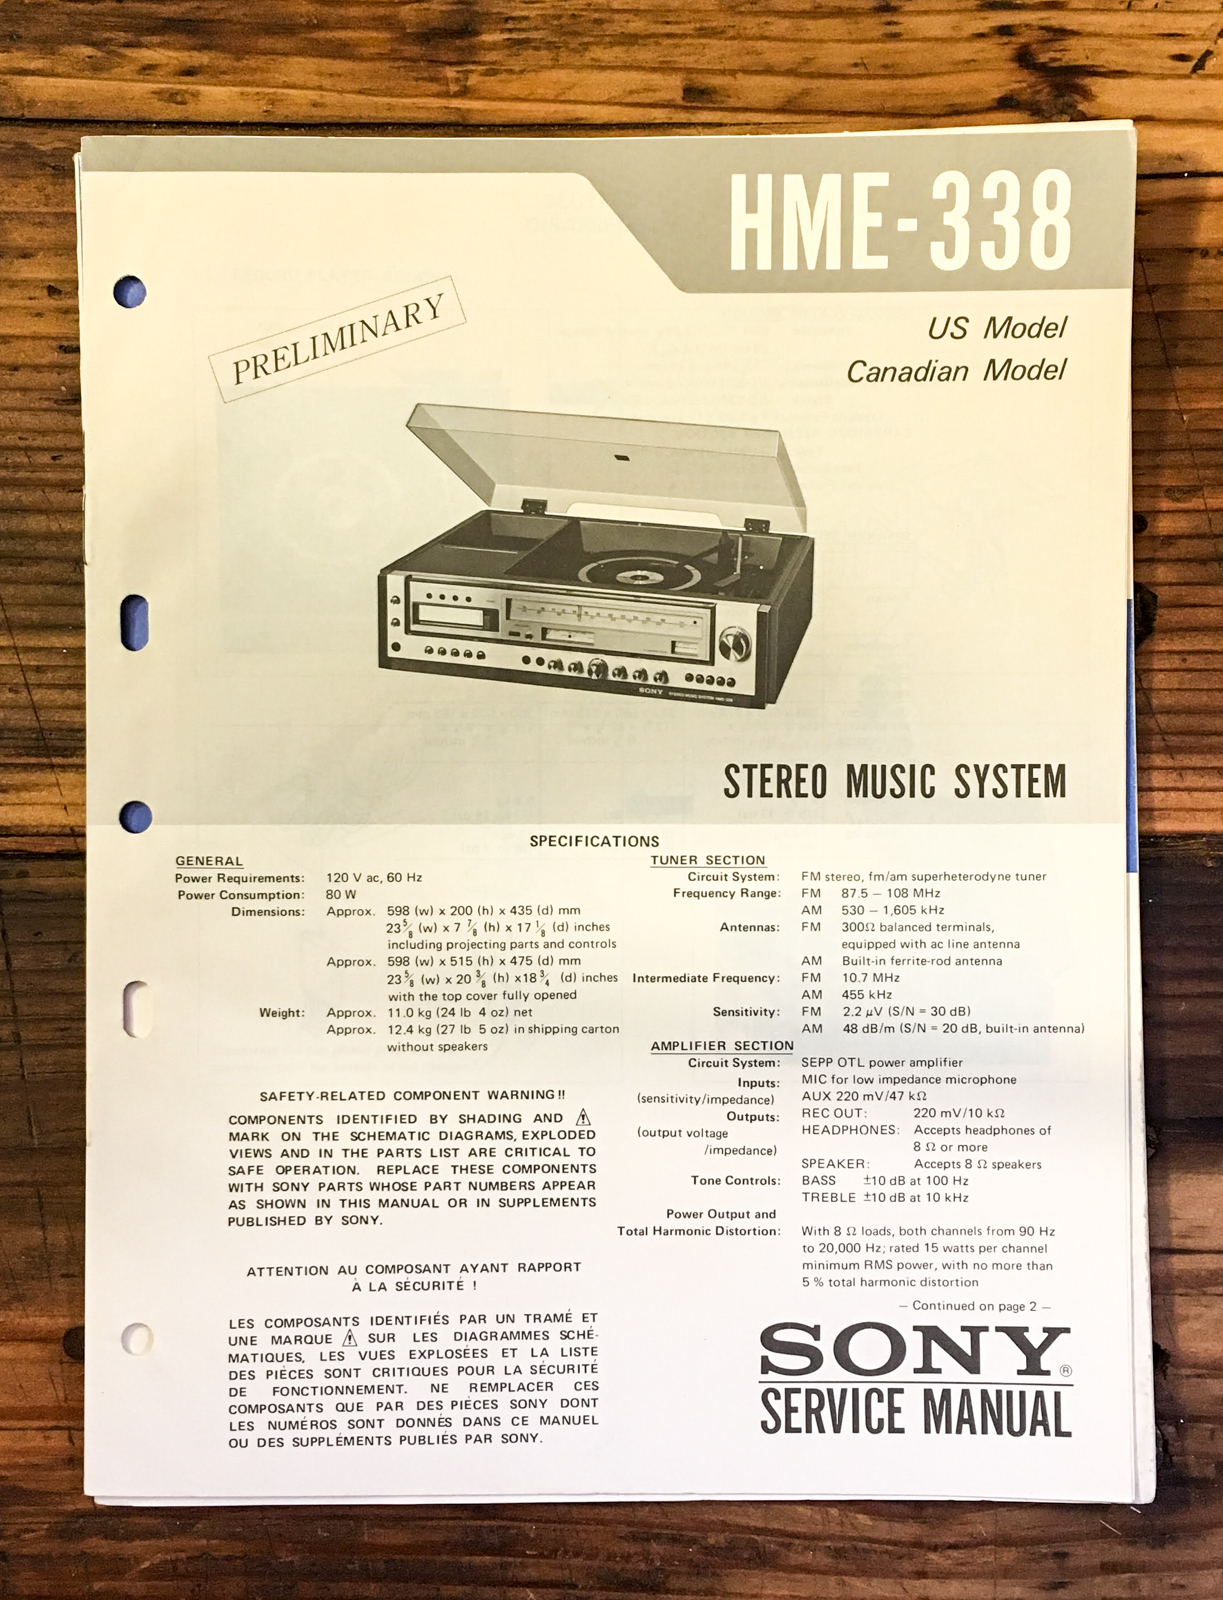 HME-338
US Model
Canadian Model
PRELIMINARY
SONY STEREO MUSIC SYSTEM HME-338
STEREO MUSIC SYSTEM
SPECIFICATIONS
GENERAL
Power Requirements: 120 V ac, 60 Hz
Power Consumption: 80 W
Dimensions: Approx. 598 (w) x 200 (h) x 435 (d) mm
23 5/8 (w) x 7 7/8 (h) x 17 1/8 (d) inches
including projecting parts and controls
Approx. 598 (w) x 515 (h) x 475 (d) mm
23 5/8 (w) x 20 3/8 (h) x18 3/4 (d) inches
with the top cover fully opened
Weight: Approx. 11.0 kg (24 lb 4 oz) net
Approx. 12.4 kg (27 lb 5 oz) in shipping carton
without speakers
SAFETY-RELATED COMPONENT WARNING!!
COMPONENTS IDENTIFIED BY SHADING AND ⚠
MARK ON THE SCHEMATIC DIAGRAMS, EXPLODED
VIEWS AND IN THE PARTS LIST ARE CRITICAL TO
SAFE OPERATION. REPLACE THESE COMPONENTS
WITH SONY PARTS WHOSE PART NUMBERS APPEAR
AS SHOWN IN THIS MANUAL OR IN SUPPLEMENTS
PUBLISHED BY SONY.
ATTENTION AU COMPOSANT AYANT RAPPORT
À LA SÉCURITÉ !
LES COMPOSANTS IDENTIFIÉS PAR UN TRAMÉ ET
UNE MARQUE ⚠ SUR LES DIAGRAMMES SCHÉ-
MATIQUES, LES VUES EXPLOSÉES ET LA LISTE
DES PIÈCES SONT CRITIQUES POUR LA SÉCURITÉ
DE FONCTIONNEMENT. NE REMPLACER CES
COMPOSANTS QUE PAR DES PIÈCES SONY DONT
LES NUMÉROS SONT DONNÉS DANS CE MANUEL
OU DES SUPPLÉMENTS PUBLIÉS PAR SONY.
TUNER SECTION
Circuit System: FM stereo, fm/am superheterodyne tuner
Frequency Range: FM 87.5 – 108 MHz
AM 530 – 1,605 kHz
Antennas: FM 300Ω balanced terminals,
equipped with ac line antenna
AM Built-in ferrite-rod antenna
Intermediate Frequency: FM 10.7 MHz
AM 455 kHz
Sensitivity: FM 2.2 μV (S/N = 30 dB)
AM 48 dB/m (S/N = 20 dB, built-in antenna)
AMPLIFIER SECTION
Circuit System: SEPP OTL power amplifier
Inputs: MIC for low impedance microphone
(sensitivity/impedance) AUX 220 mV/47 kΩ
Outputs: REC OUT: 220 mV/10 kΩ
(output voltage HEADPHONES: Accepts headphones of
/impedance) 8 Ω or more
SPEAKER: Accepts 8 Ω speakers
Tone Controls: BASS ±10 dB at 100 Hz
TREBLE ±10 dB at 10 kHz
Power Output and
Total Harmonic Distortion: With 8 Ω loads, both channels from 90 Hz
to 20,000 Hz; rated 15 watts per channel
minimum RMS power, with no more than
5 % total harmonic distortion
– Continued on page 2 –
SONY®
SERVICE MANUAL